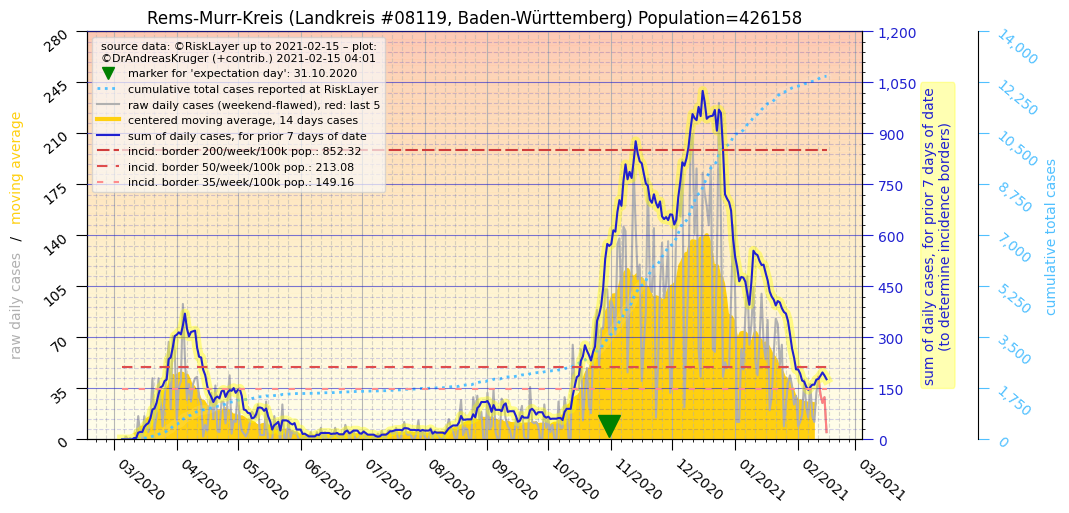 Rems-Murr-Kreis (Landkreis #08119, Baden-Württemberg) Population=426158
source data: ©RiskLayer up to 2021-02-15 – plot:
©DrAndreasKruger (+contrib.) 2021-02-15 04:01
marker for 'expectation day': 31.10.2020
cumulative total cases reported at RiskLayer
raw daily cases (weekend-flawed), red: last 5
centered moving average, 14 days cases
sum of daily cases, for prior 7 days of date
incid. border 200/week/100k pop.: 852.32
incid. border 50/week/100k pop.: 213.08
incid. border 35/week/100k pop.: 149.16
raw daily cases / moving average
280
245
210
175
140
105
70
35
0
03/2020
04/2020
05/2020
06/2020
07/2020
08/2020
09/2020
10/2020
11/2020
12/2020
01/2021
02/2021
03/2021
1,200
1,050
900
750
600
450
300
150
0
sum of daily cases, for prior 7 days of date
(to determine incidence borders)
14,000
12,250
10,500
8,750
7,000
5,250
3,500
1,750
0
cumulative total cases